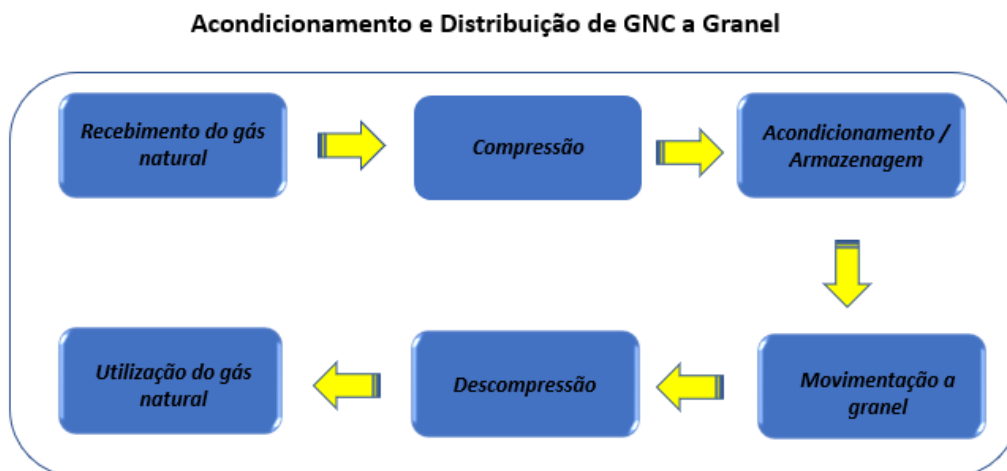 Acondicionamento e Distribuição de GNC a Granel
Recebimento do gás
natural
Compressão
Acondicionamento /
Armazenagem
Utilização do gás
natural
Descompressão
Movimentação a
granel